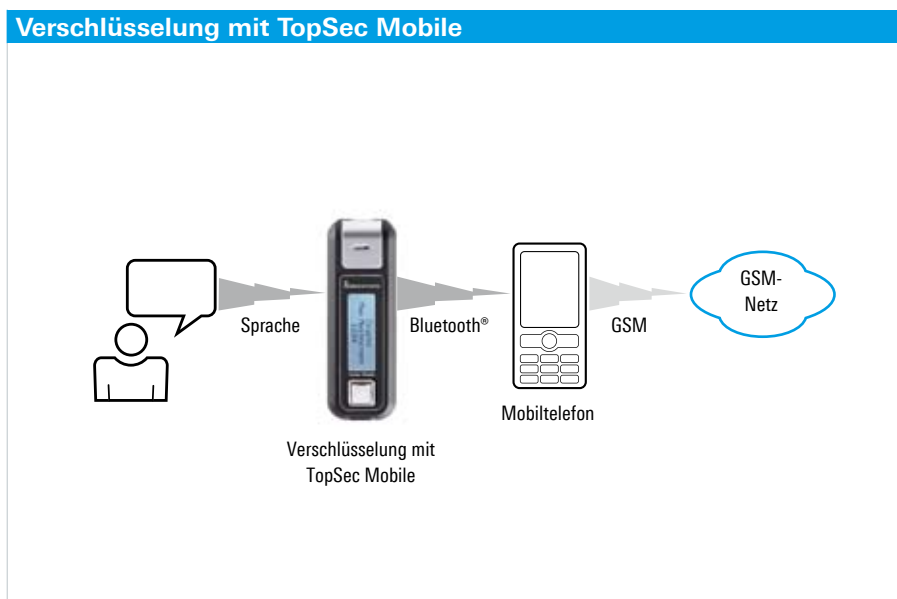 Verschlüsselung mit TopSec Mobile
Sprache
Bluetooth®
GSM
GSM-
Netz
Mobiltelefon
Verschlüsselung mit
TopSec Mobile